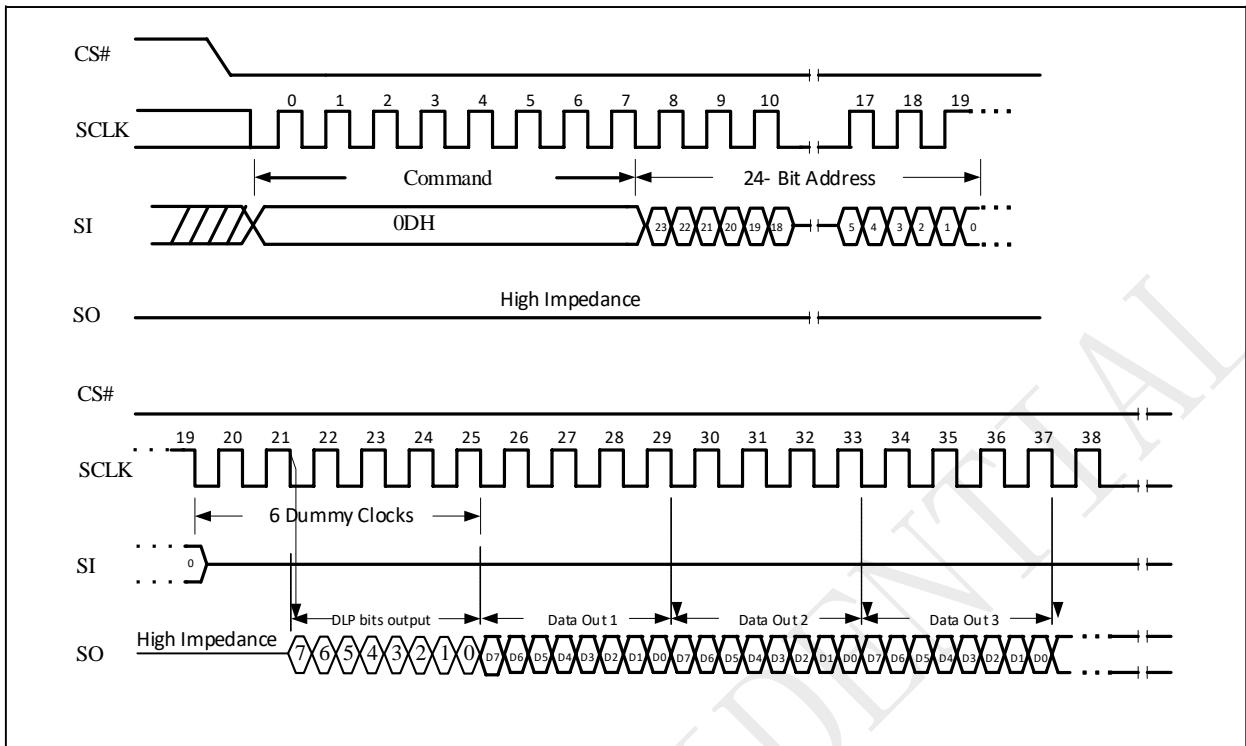 CS#
0 1 2 3 4 5 6 7 8 9 10 17 18 19
SCLK
Command 24- Bit Address
SI 0DH 23 22 21 20 19 18 5 4 3 2 1 0
High Impedance
SO
CS#
19 20 21 22 23 24 25 26 27 28 29 30 31 32 33 34 35 36 37 38
SCLK
6 Dummy Clocks
SI 0
DLP bits output Data Out 1 Data Out 2 Data Out 3
High Impedance
SO 7 6 5 4 3 2 1 0 D7 D6 D5 D4 D3 D2 D1 D0 D7 D6 D5 D4 D3 D2 D1 D0 D7 D6 D5 D4 D3 D2 D1 D0
DENTIAL